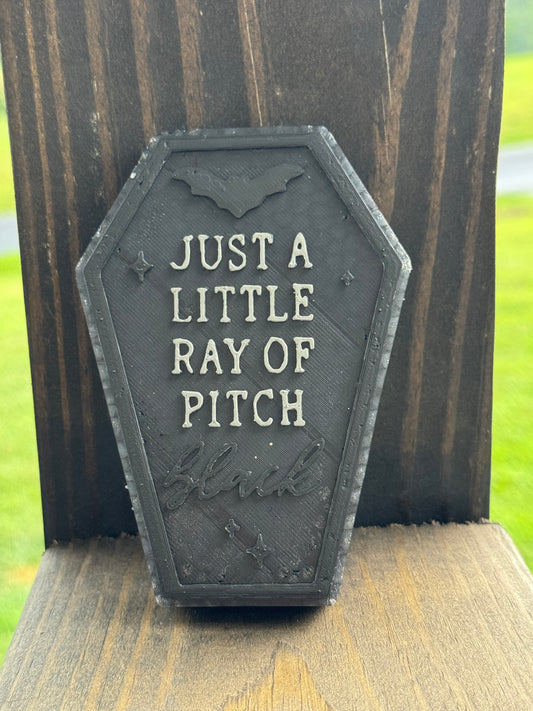 JUST A
LITTLE
RAY OF
PITCH
black